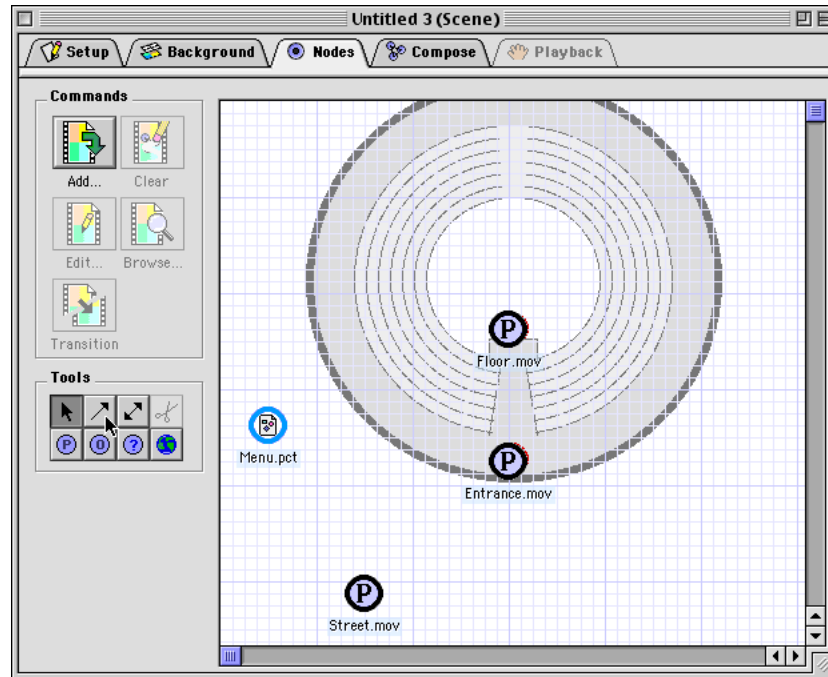 Untitled 3 (Scene)
Setup
Background
Nodes
Compose
Playback
Commands
Add...
Clear
Edit...
Browse...
Transition
Tools
P
O
?
P
Floor.mov
Menu.pct
P
Entrance.mov
P
Street.mov